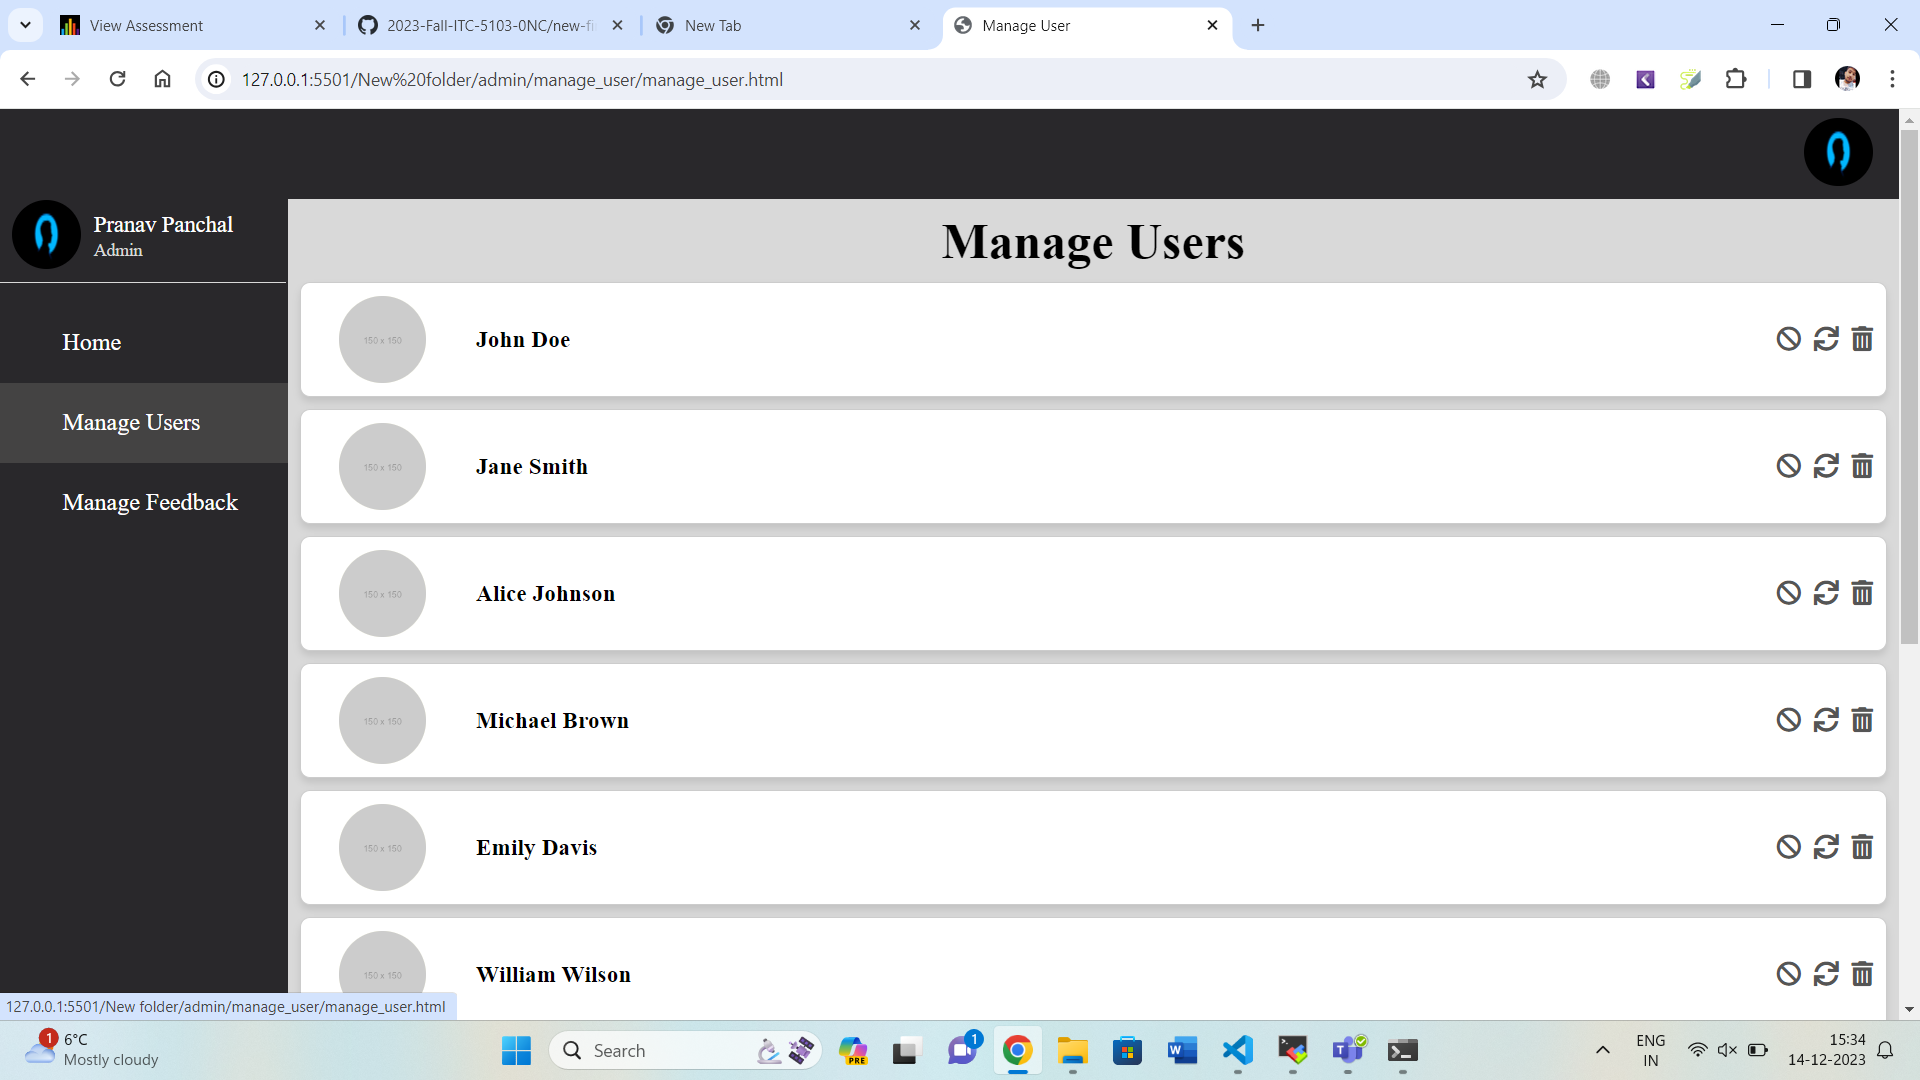 View Assessment
2023-Fall-ITC-5103-0NC/new-fi
New Tab
Manage User
127.0.0.1:5501/New%20folder/admin/manage_user/manage_user.html
Pranav Panchal
Admin
Home
Manage Users
Manage Feedback
Manage Users
150 x 150
John Doe
150 x 150
Jane Smith
150 x 150
Alice Johnson
150 x 150
Michael Brown
150 x 150
Emily Davis
150 x 150
William Wilson
127.0.0.1:5501/New folder/admin/manage_user/manage_user.html
1
6°C
Mostly cloudy
Search
PRE
1
ENG
IN
15:34
14-12-2023